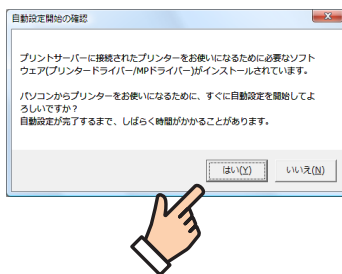 自動設定開始の確認
プリントサーバーに接続されたプリンターをお使いになるために必要なソフト
ウェア(プリンタードライバー/MPドライバー)がインストールされています。
パソコンからプリンターをお使いになるために、すぐに自動設定を開始してよ
ろしいですか？
自動設定が完了するまで、しばらく時間がかかることがあります。
はい(Y)
いいえ(N)